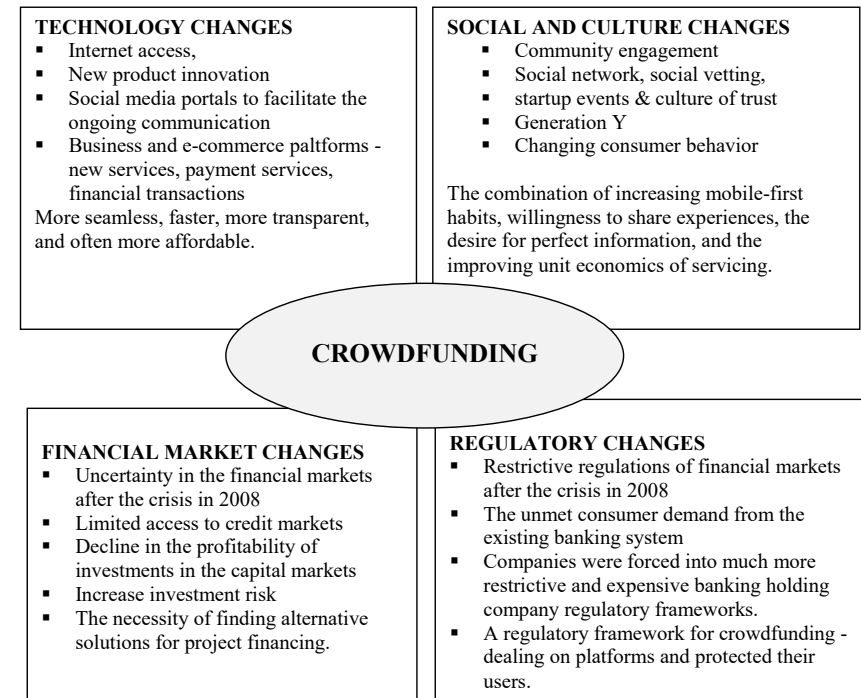 TECHNOLOGY CHANGES
▪ Internet access,
▪ New product innovation
▪ Social media portals to facilitate the
ongoing communication
▪ Business and e-commerce paltforms -
new services, payment services,
financial transactions
More seamless, faster, more transparent,
and often more affordable.
SOCIAL AND CULTURE CHANGES
▪ Community engagement
▪ Social network, social vetting,
▪ startup events & culture of trust
▪ Generation Y
▪ Changing consumer behavior
The combination of increasing mobile-first
habits, willingness to share experiences, the
desire for perfect information, and the
improving unit economics of servicing.
CROWDFUNDING
FINANCIAL MARKET CHANGES
▪ Uncertainty in the financial markets
after the crisis in 2008
▪ Limited access to credit markets
▪ Decline in the profitability of
investments in the capital markets
▪ Increase investment risk
▪ The necessity of finding alternative
solutions for project financing.
REGULATORY CHANGES
▪ Restrictive regulations of financial markets
after the crisis in 2008
▪ The unmet consumer demand from the
existing banking system
▪ Companies were forced into much more
restrictive and expensive banking holding
company regulatory frameworks.
▪ A regulatory framework for crowdfunding -
dealing on platforms and protected their
users.